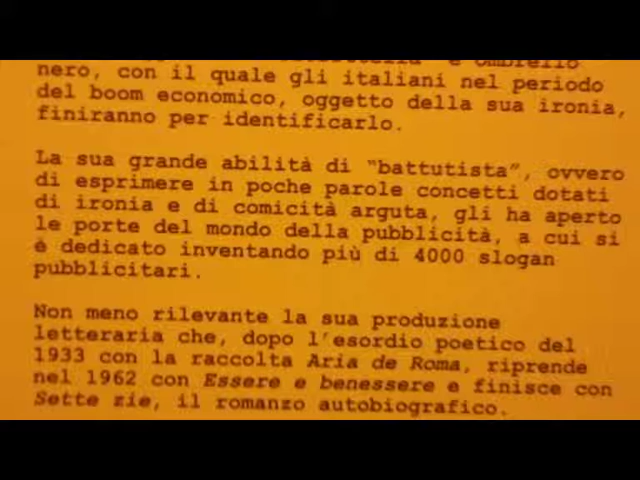 e ombrello
nero, con il quale gli italiani nel periodo
del boom economico, oggetto della sua ironia,
finiranno per identificarlo.
La sua grande abilità di "battutista", ovvero
di esprimere in poche parole concetti dotati
di ironia e di comicità arguta, gli ha aperto
le porte del mondo della pubblicità, a cui si
è dedicato inventando più di 4000 slogan
pubblicitari.
Non meno rilevante la sua produzione
letteraria che, dopo l'esordio poetico del
1933 con la raccolta Aria de Roma, riprende
nel 1962 con Essere e benessere e finisce con
Sette zie, il romanzo autobiografico.